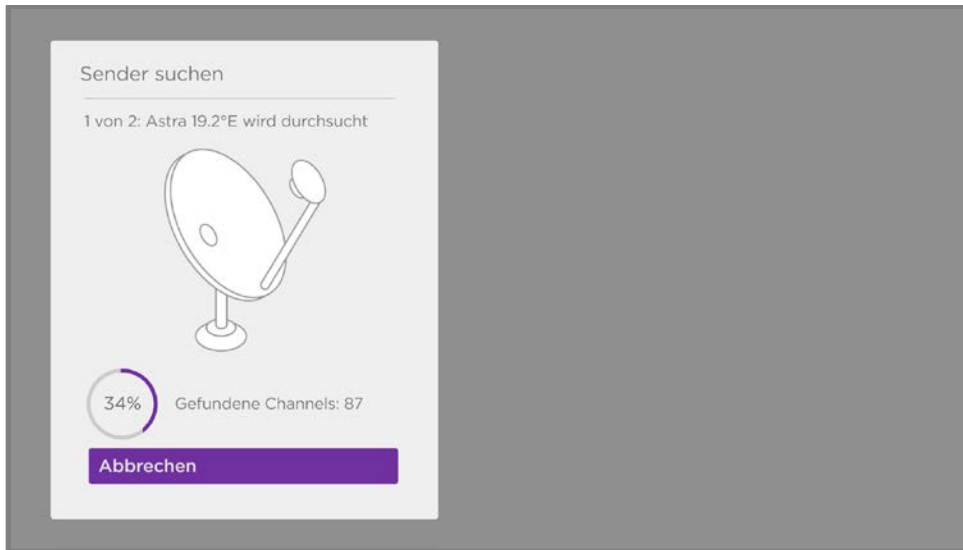 Sender suchen
1 von 2: Astra 19.2°E wird durchsucht
34%
Gefundene Channels: 87
Abbrechen